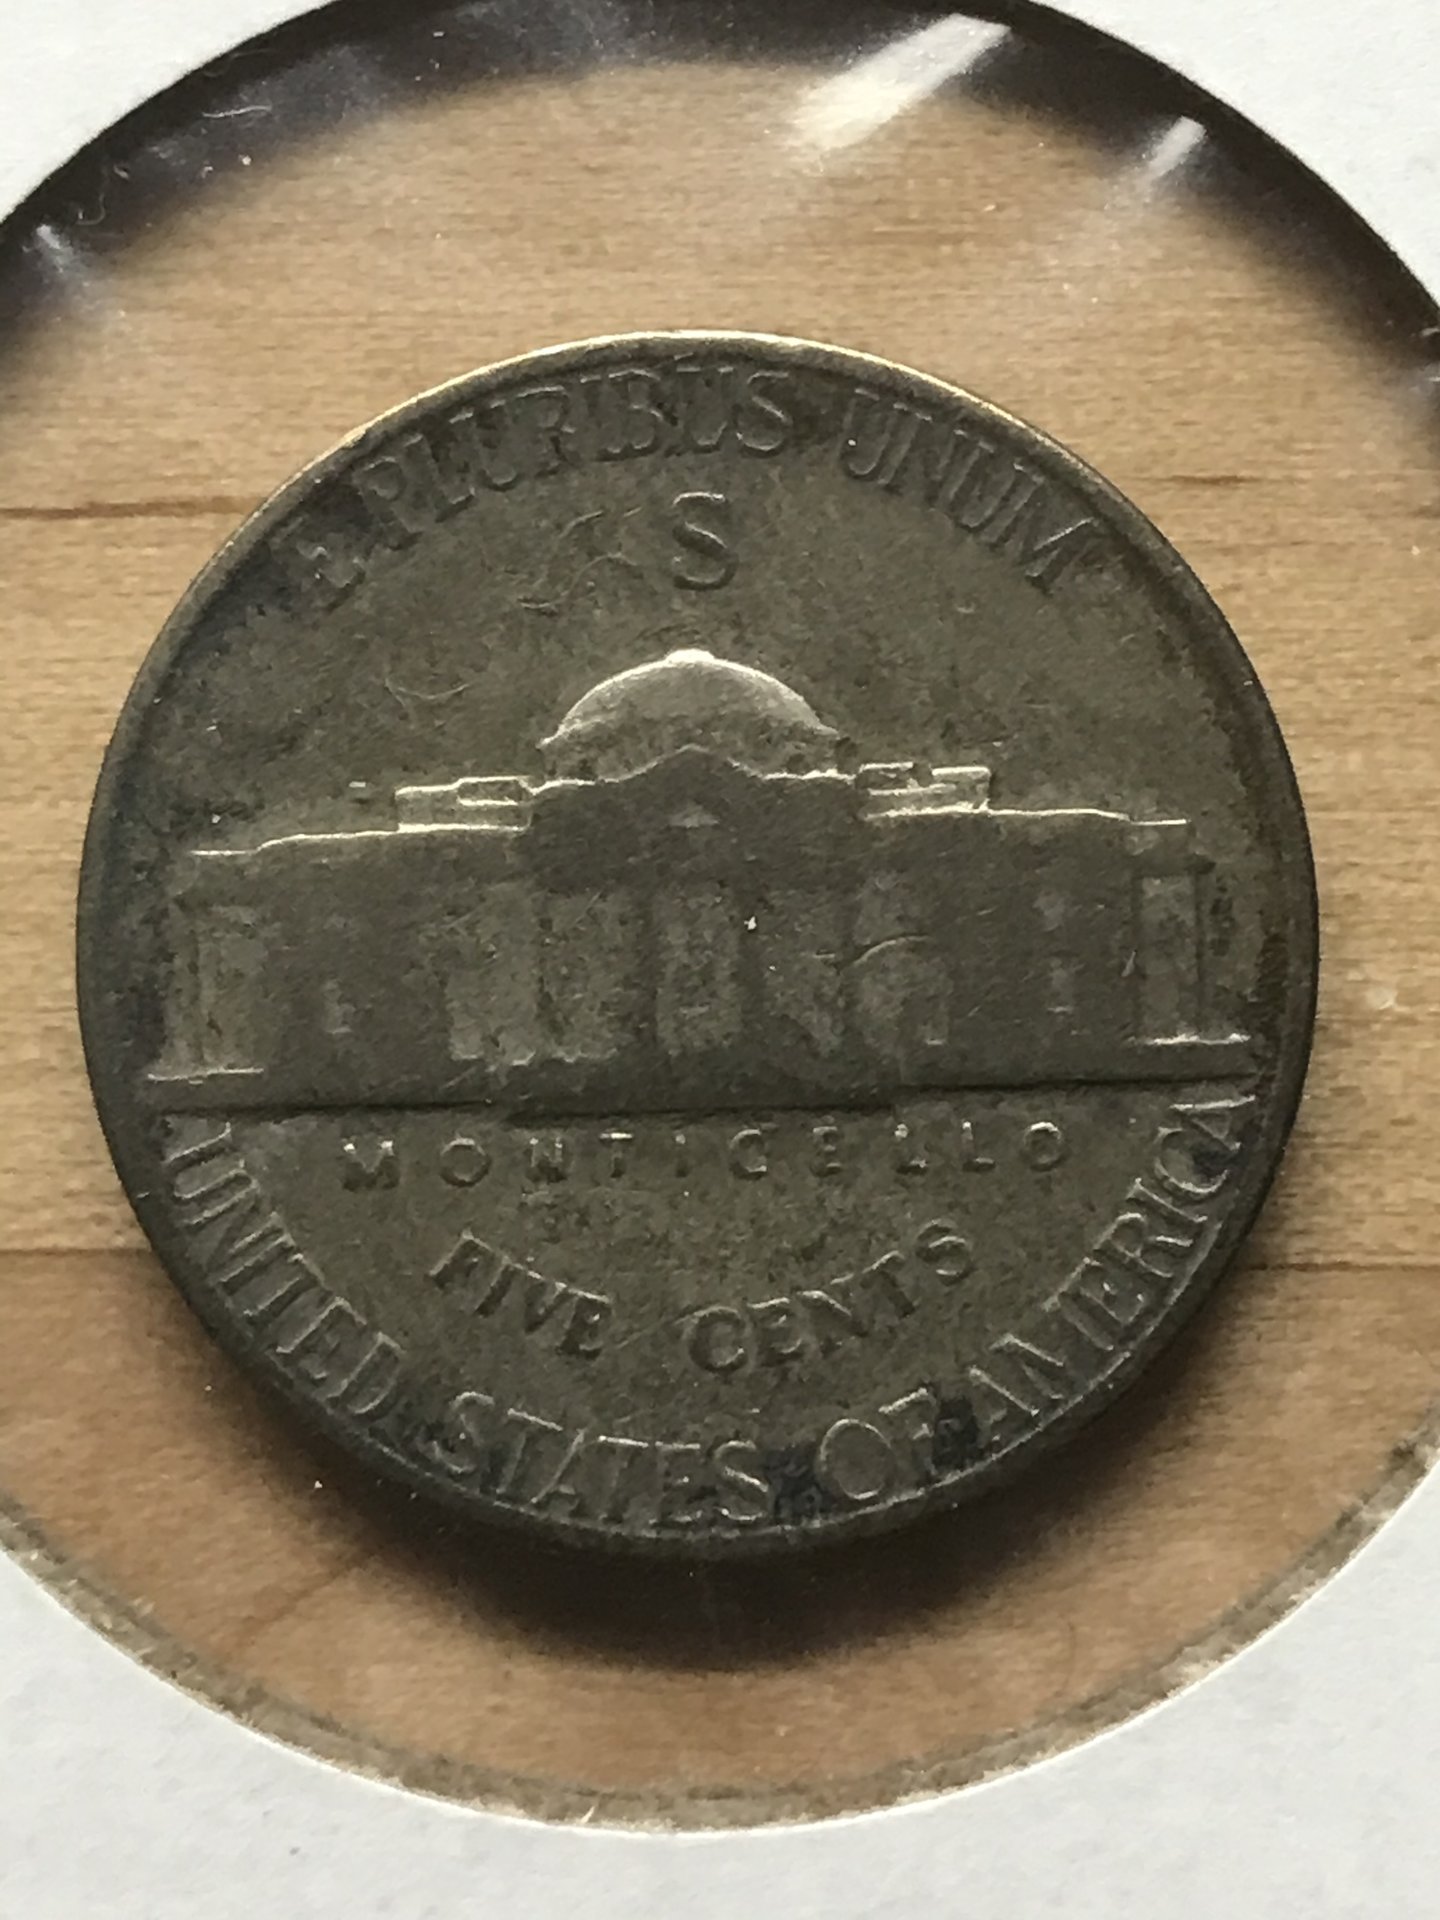 E PLURIBUS UNUM
S
MONTICELLO
FIVE CENTS
UNITED STATES OF AMERICA